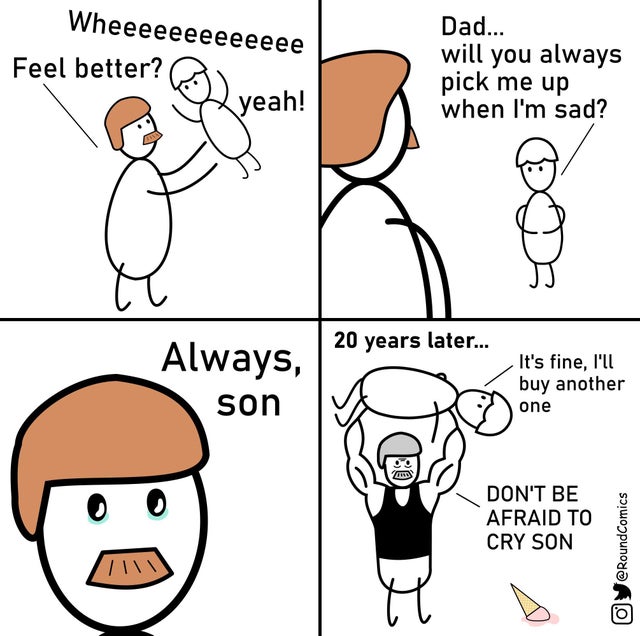 Wheeeeeeeeeeeee
Feel better?
yeah!
Dad...
will you always
pick me up
when I'm sad?
Always,
son
20 years later...
It's fine, I'll
buy another
one
DON'T BE
AFRAID TO
CRY SON
@RoundComics